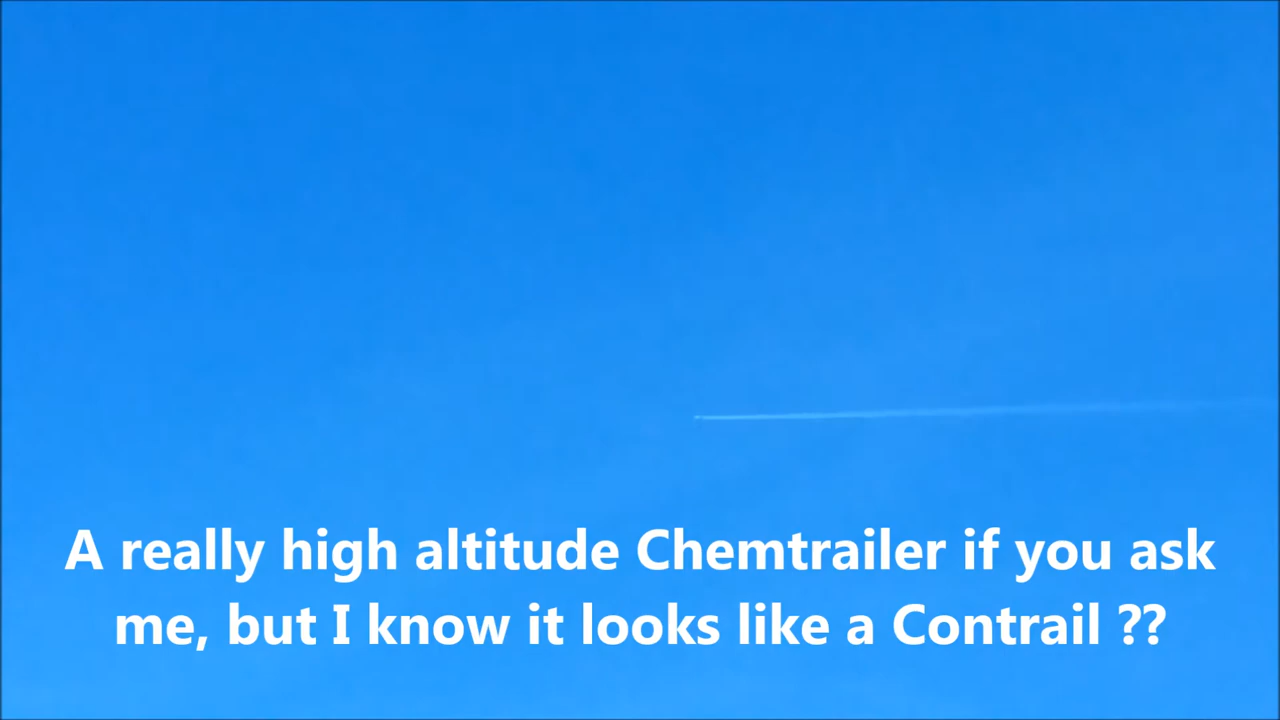 A really high altitude Chemtrailer if you ask
me, but I know it looks like a Contrail ??